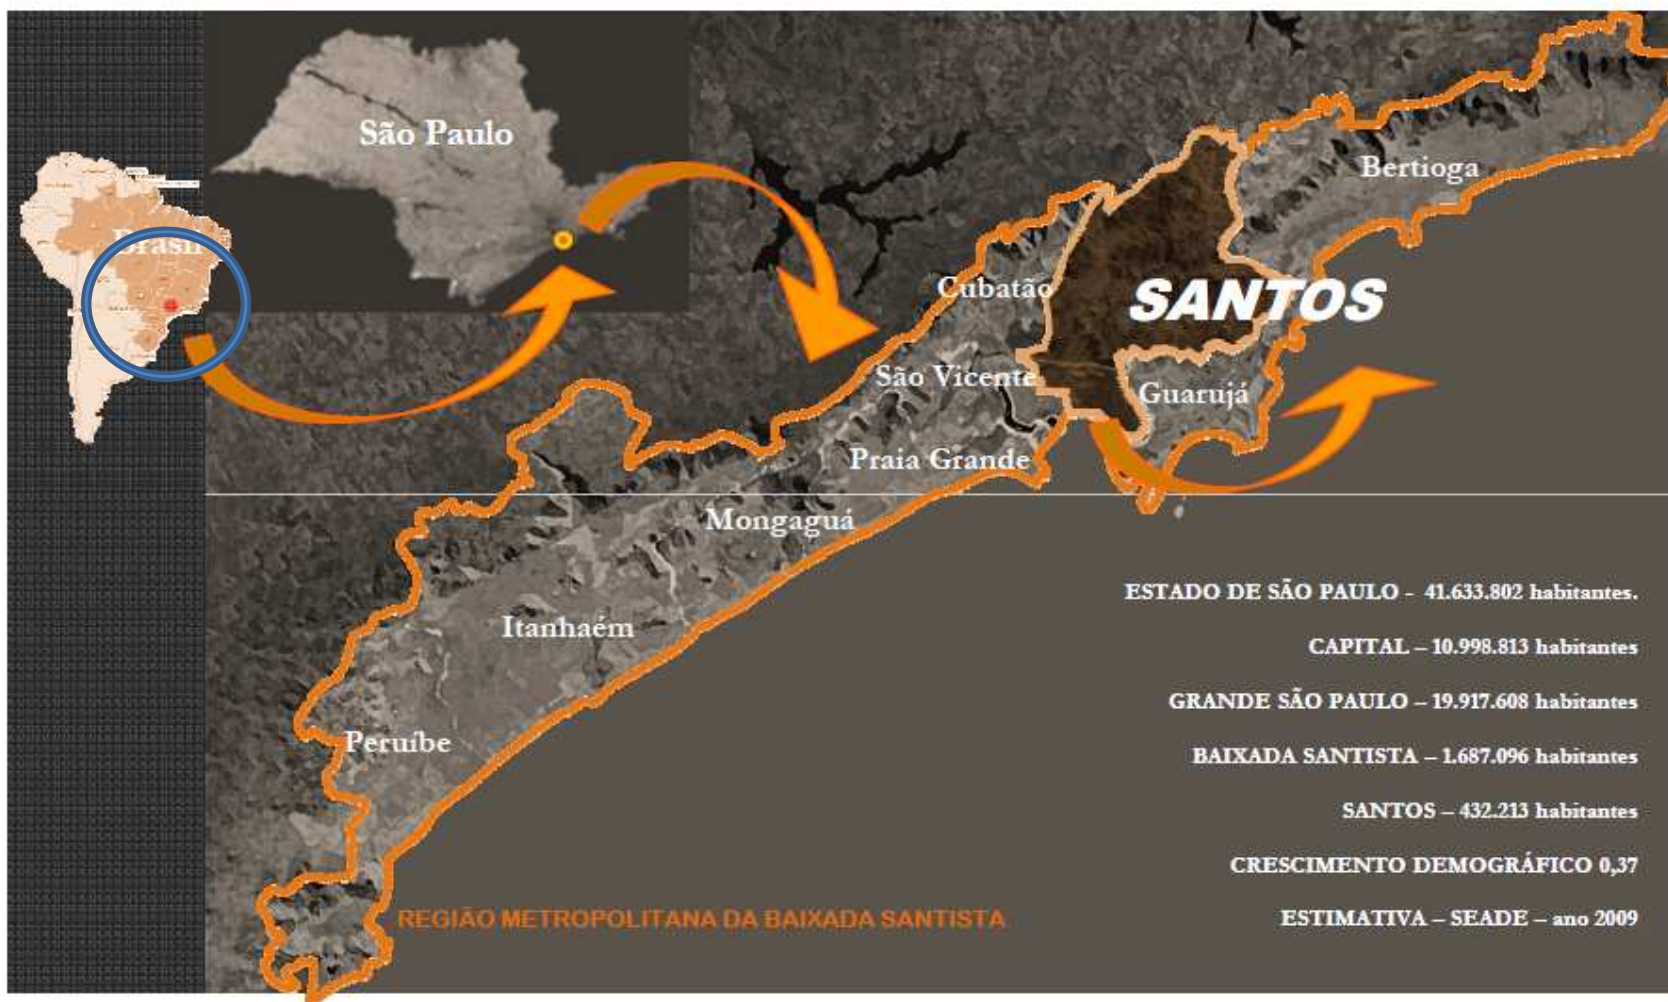 São Paulo
Brasil
Bertioga
Cubatão
SANTOS
São Vicente
Guarujá
Praia Grande
Mongaguá
Itanhaém
Peruíbe
ESTADO DE SÃO PAULO - 41.633.802 habitantes.
CAPITAL – 10.998.813 habitantes
GRANDE SÃO PAULO – 19.917.608 habitantes
BAIXADA SANTISTA – 1.687.096 habitantes
SANTOS – 432.213 habitantes
CRESCIMENTO DEMOGRÁFICO 0,37
REGIÃO METROPOLITANA DA BAIXADA SANTISTA
ESTIMATIVA – SEADE – ano 2009